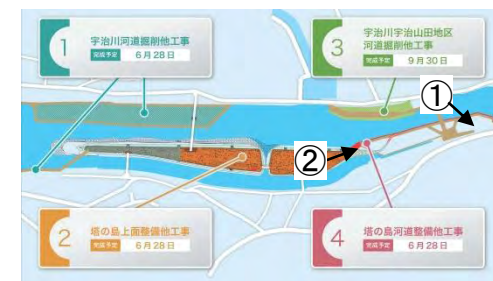 1
宇治川河道掘削他工事
完成予定 6月28日
3
宇治川宇治山田地区
河道掘削他工事
完成予定 9月30日
①
②
2
塔の島上面整備他工事
完成予定 6月28日
4
塔の島河道整備他工事
完成予定 6月28日